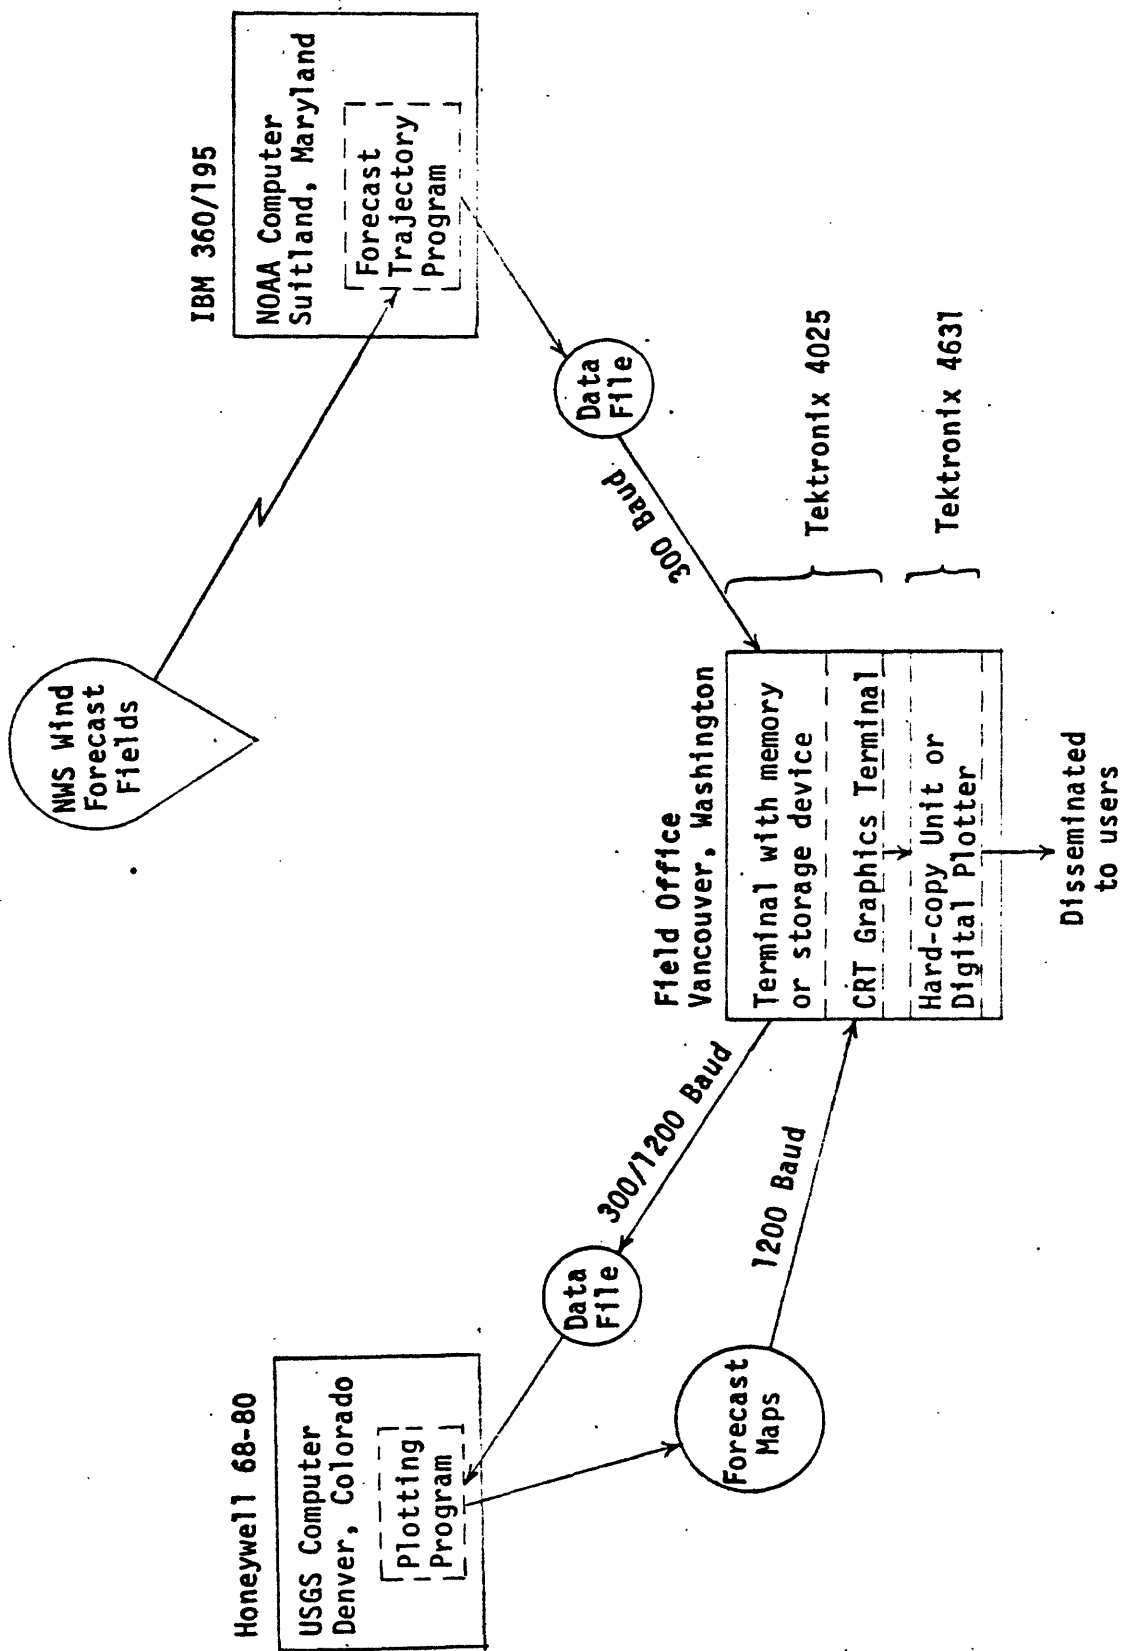 NWS Wind
Forecast
Fields
IBM 360/195
NOAA Computer
Suitland, Maryland
Forecast
Trajectory
Program
Data
File
300 Baud
Honeywell 68-80
USGS Computer
Denver, Colorado
Plotting
Program
Data
File
300/1200 Baud
Forecast
Maps
1200 Baud
Field Office
Vancouver, Washington
Terminal with memory
or storage device
CRT Graphics Terminal
Hard-copy Unit or
Digital Plotter
Tektronix 4025
Tektronix 4631
Disseminated
to users